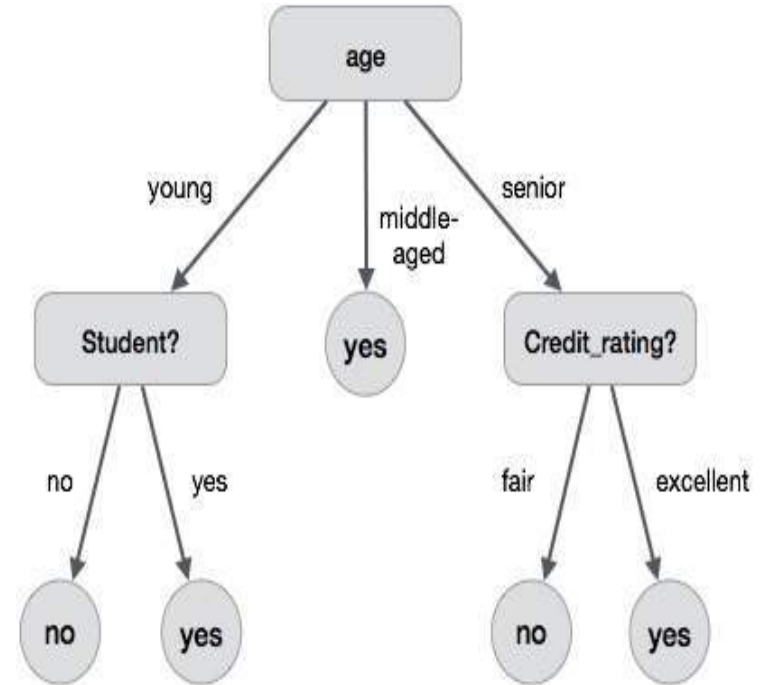 age
young
middle-
aged
senior
Student?
yes
Credit_rating?
no
yes
fair
excellent
no
yes
no
yes